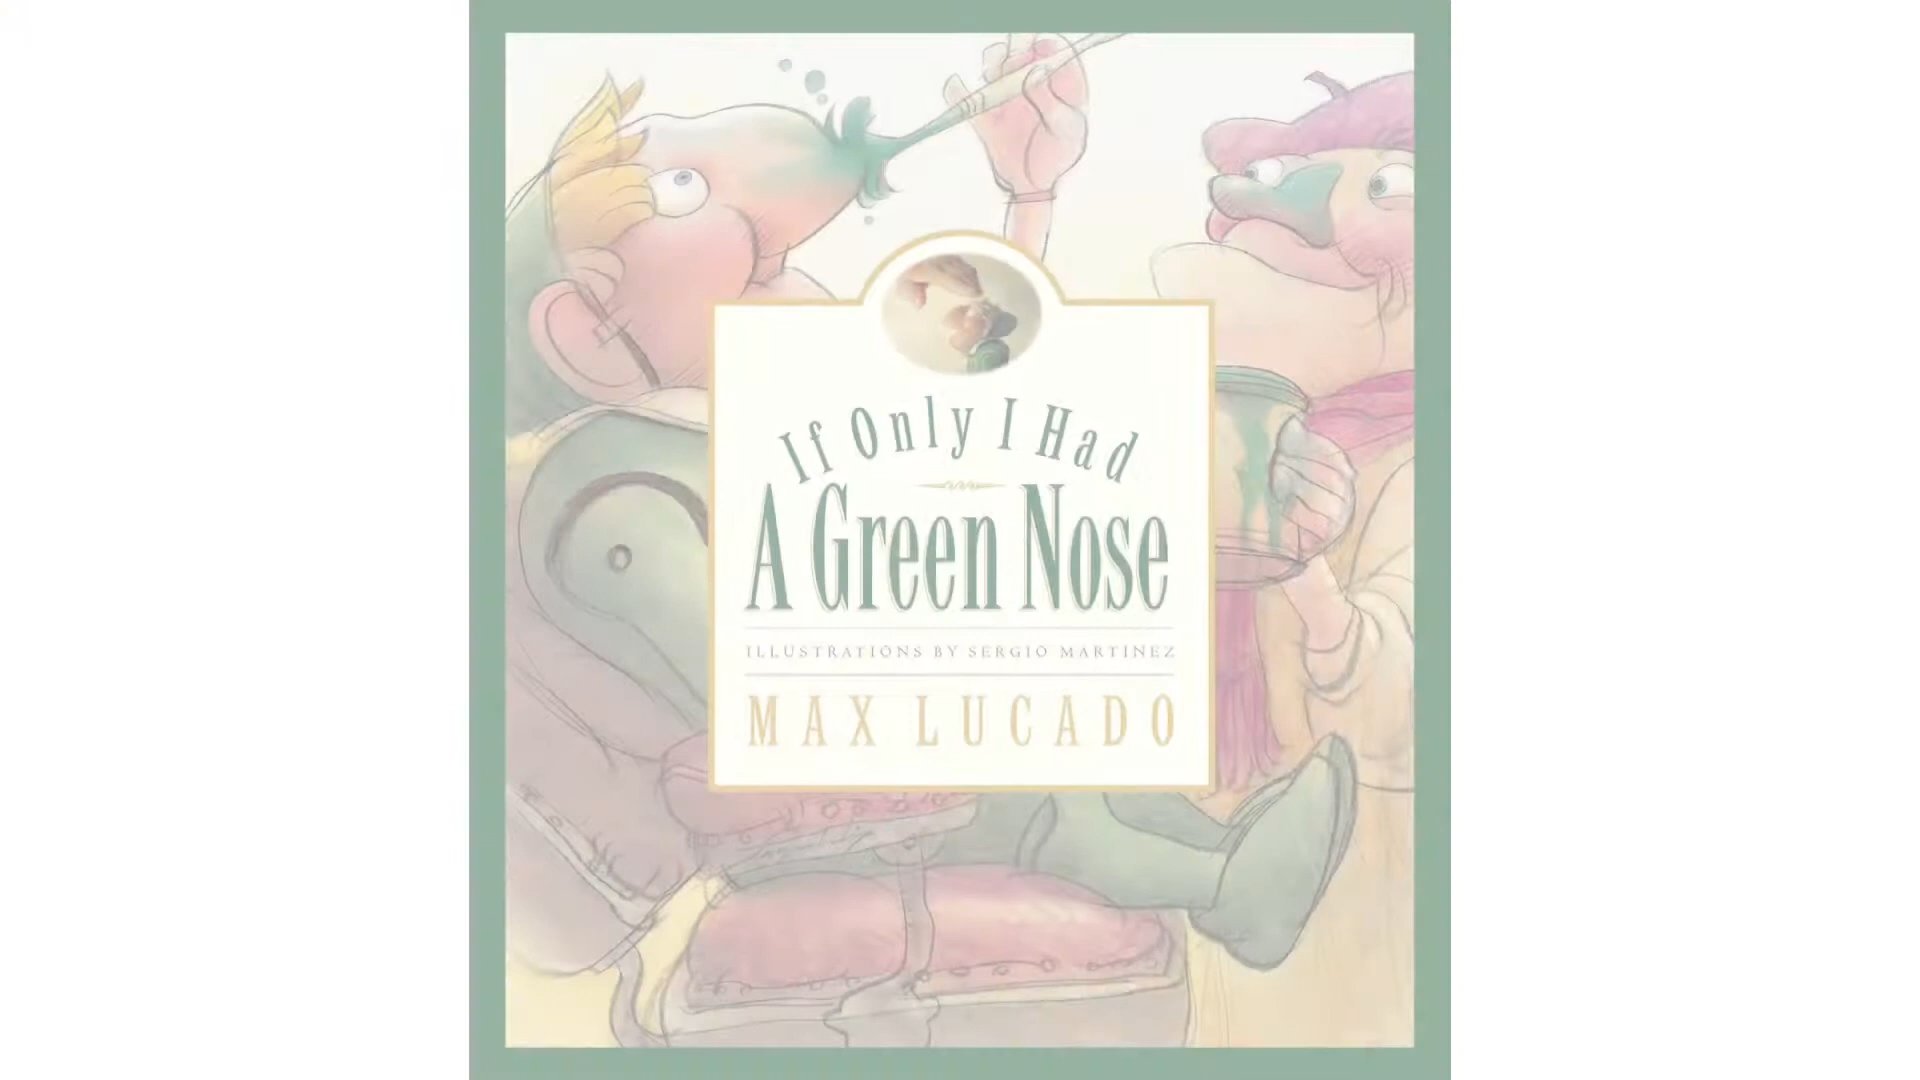 If Only I Had
A Green Nose
ILLUSTRATIONS BY SERGIO MARTINEZ
MAX LUCADO